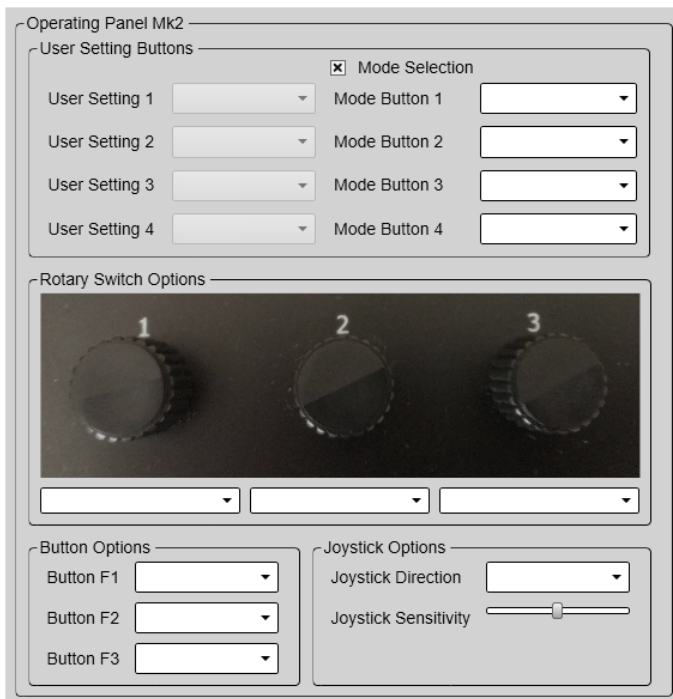 Operating Panel Mk2
User Setting Buttons
Mode Selection
User Setting 1 Mode Button 1
User Setting 2 Mode Button 2
User Setting 3 Mode Button 3
User Setting 4 Mode Button 4
Rotary Switch Options
1 2 3
Button Options
Button F1
Button F2
Button F3
Joystick Options
Joystick Direction
Joystick Sensitivity